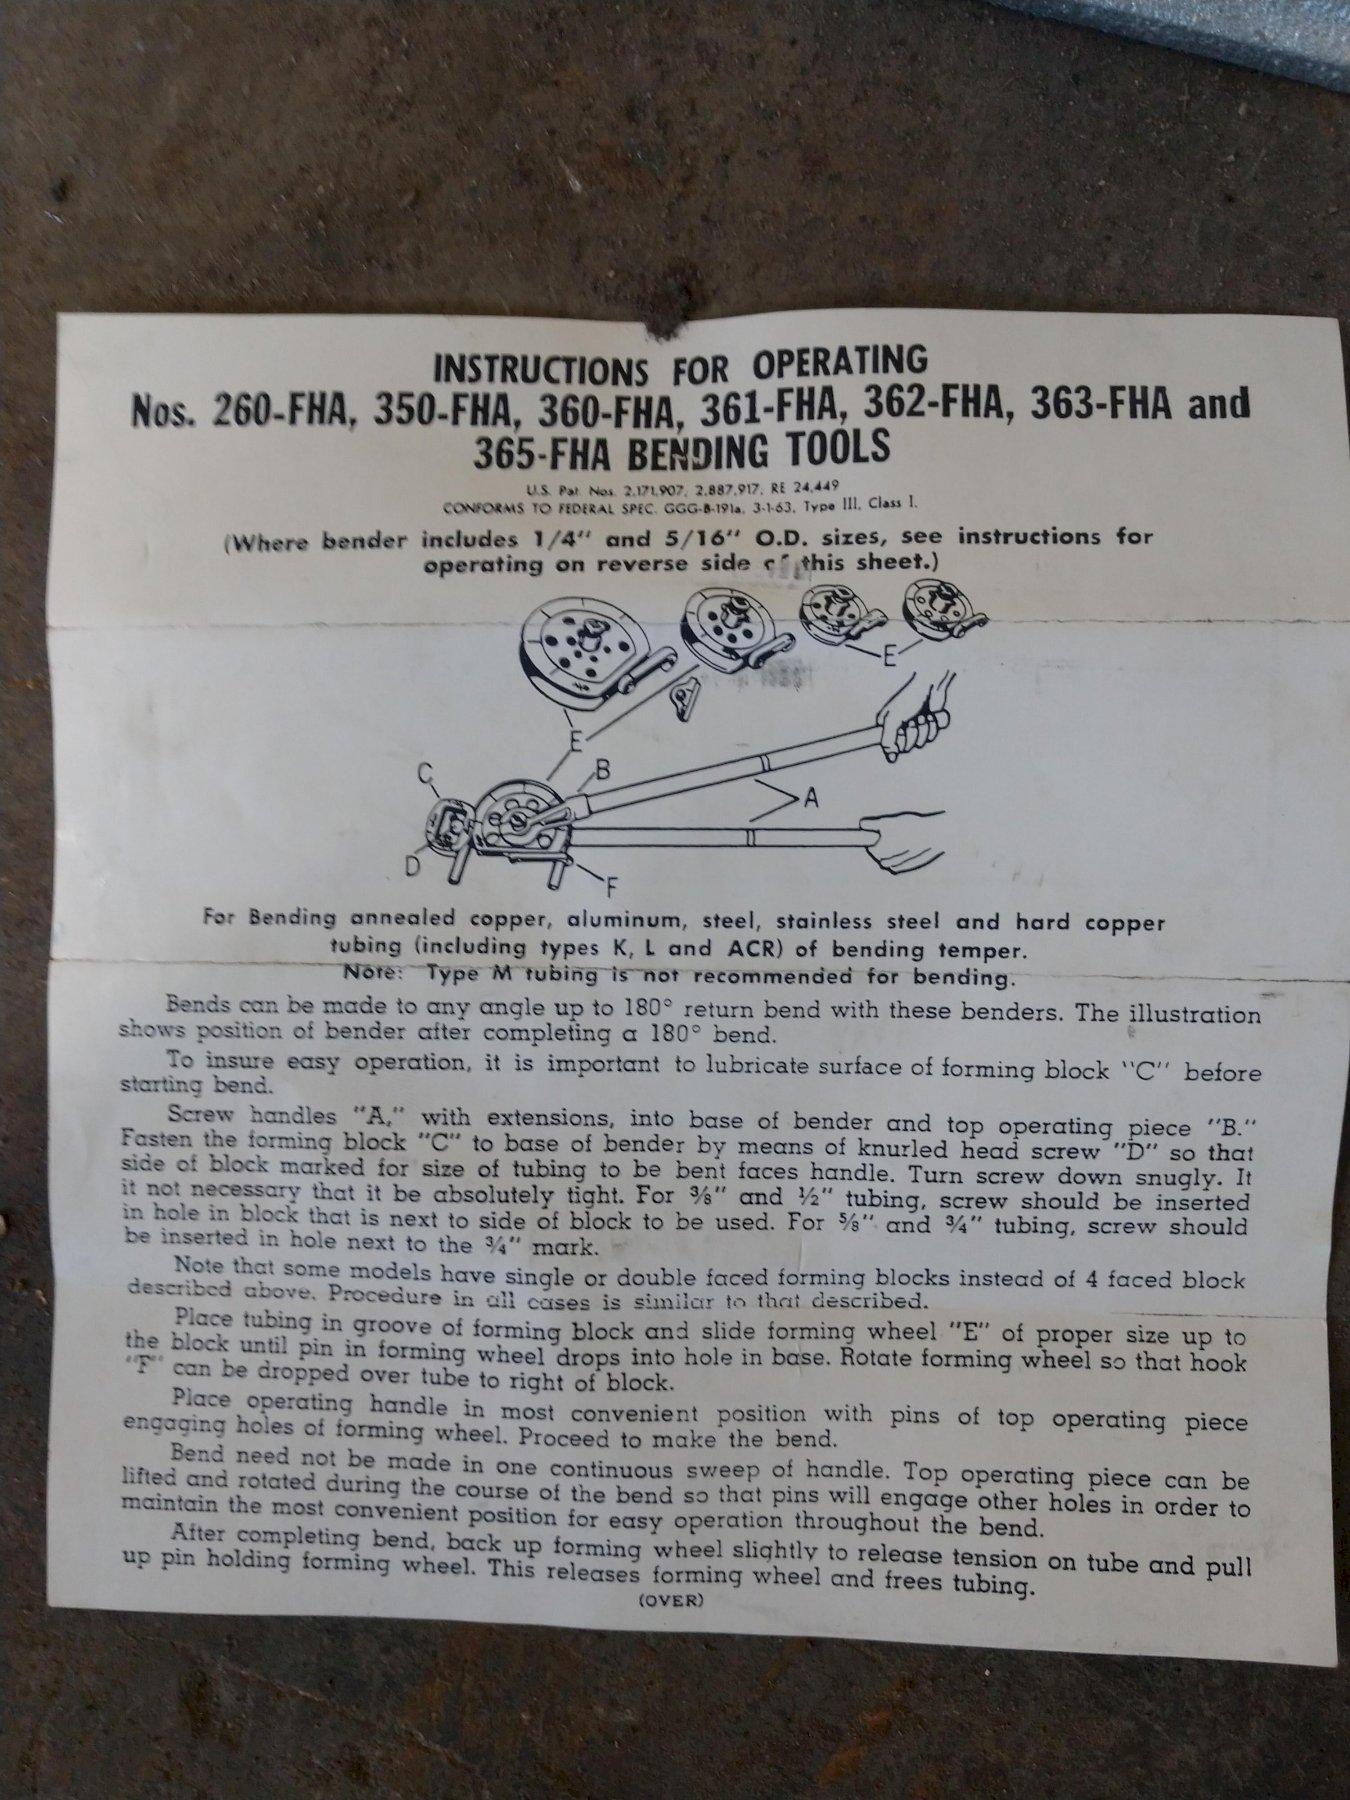 INSTRUCTIONS FOR OPERATING
Nos. 260-FHA, 350-FHA, 360-FHA, 361-FHA, 362-FHA, 363-FHA and
365-FHA BENDING TOOLS
U.S. Pat. Nos. 2,171,907, 2,887,917, RE 24,449
CONFORMS TO FEDERAL SPEC. GGG-B-191a, 3-1-63, Type III, Class I.
(Where bender includes 1/4" and 5/16" O.D. sizes, see instructions for
operating on reverse side of this sheet.)
E
E
C
B
A
D
F
For Bending annealed copper, aluminum, steel, stainless steel and hard copper
tubing (including types K, L and ACR) of bending temper.
Note: Type M tubing is not recommended for bending.
Bends can be made to any angle up to 180° return bend with these benders. The illustration
shows position of bender after completing a 180° bend.
To insure easy operation, it is important to lubricate surface of forming block "C" before
starting bend.
Screw handles "A," with extensions, into base of bender and top operating piece "B."
Fasten the forming block "C" to base of bender by means of knurled head screw "D" so that
side of block marked for size of tubing to be bent faces handle. Turn screw down snugly. It
it not necessary that it be absolutely tight. For ⅜" and ½" tubing, screw should be inserted
in hole in block that is next to side of block to be used. For ⅝" and ¾" tubing, screw should
be inserted in hole next to the ¾" mark.
Note that some models have single or double faced forming blocks instead of 4 faced block
described above. Procedure in all cases is similar to that described.
Place tubing in groove of forming block and slide forming wheel "E" of proper size up to
the block until pin in forming wheel drops into hole in base. Rotate forming wheel so that hook
"F" can be dropped over tube to right of block.
Place operating handle in most convenient position with pins of top operating piece
engaging holes of forming wheel. Proceed to make the bend.
Bend need not be made in one continuous sweep of handle. Top operating piece can be
lifted and rotated during the course of the bend so that pins will engage other holes in order to
maintain the most convenient position for easy operation throughout the bend.
After completing bend, back up forming wheel slightly to release tension on tube and pull
up pin holding forming wheel. This releases forming wheel and frees tubing.
(OVER)